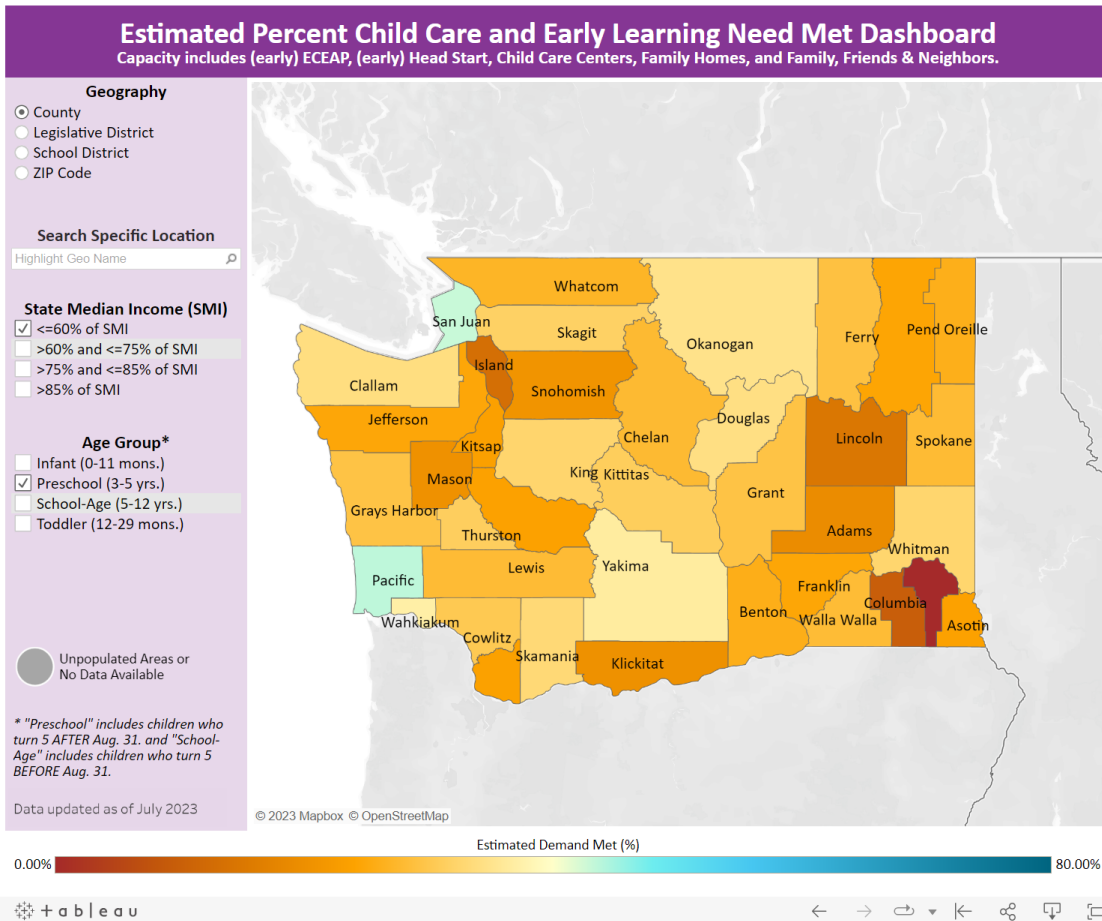 Estimated Percent Child Care and Early Learning Need Met Dashboard
Capacity includes (early) ECEAP, (early) Head Start, Child Care Centers, Family Homes, and Family, Friends & Neighbors.
Geography
County
Legislative District
School District
ZIP Code
Search Specific Location
Highlight Geo Name
State Median Income (SMI)
<=60% of SMI
>60% and <=75% of SMI
>75% and <=85% of SMI
>85% of SMI
Age Group*
Infant (0-11 mons.)
Preschool (3-5 yrs.)
School-Age (5-12 yrs.)
Toddler (12-29 mons.)
Unpopulated Areas or
No Data Available
* "Preschool" includes children who
turn 5 AFTER Aug. 31. and "School-
Age" includes children who turn 5
BEFORE Aug. 31.
Data updated as of July 2023
Whatcom
San Juan
Skagit
Okanogan
Ferry
Pend Oreille
Island
Clallam
Snohomish
Jefferson
Douglas
Chelan
Lincoln
Spokane
Kitsap
King
Kittitas
Mason
Grant
Grays Harbor
Thurston
Adams
Whitman
Pacific
Lewis
Yakima
Franklin
Columbia
Benton
Walla Walla
Asotin
Wahkiakum
Cowlitz
Skamania
Klickitat
© 2023 Mapbox © OpenStreetMap
Estimated Demand Met (%)
0.00%
80.00%
+ a b | e a u